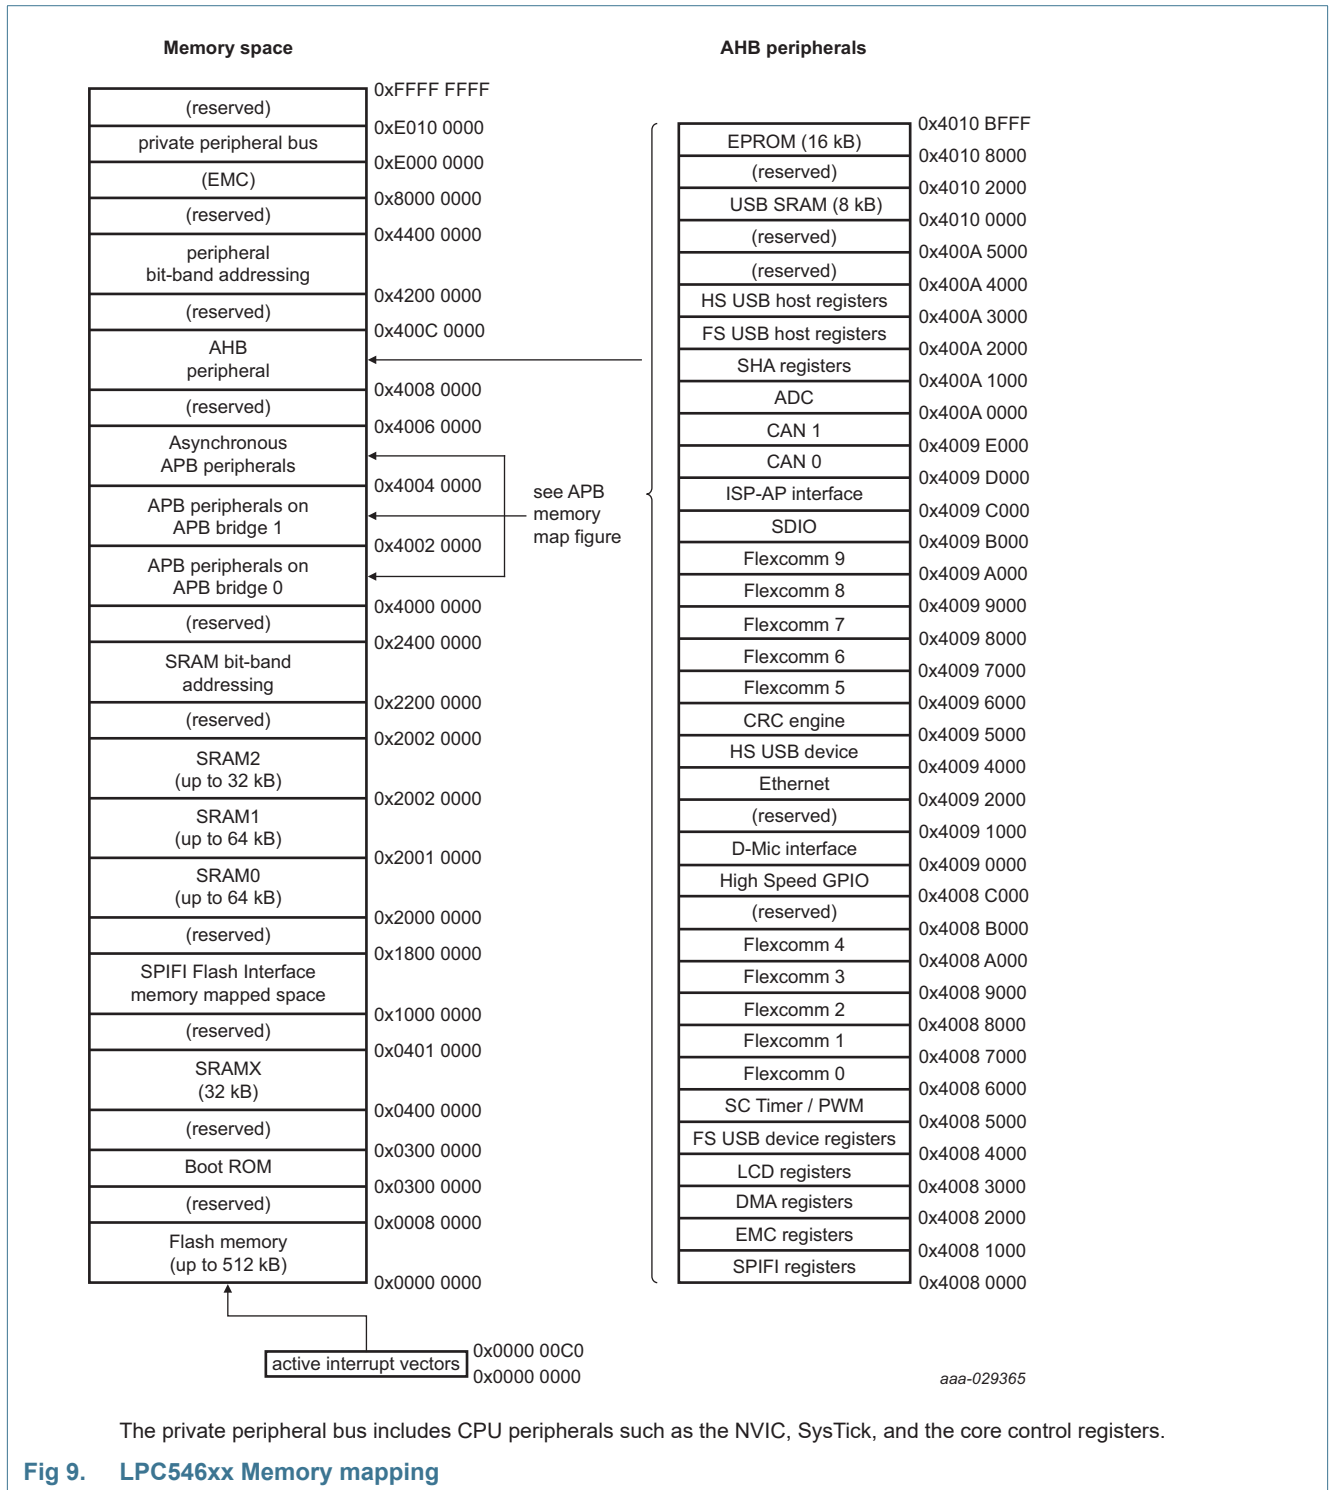 Memory space
0xFFFF FFFF
(reserved)
0xE010 0000
private peripheral bus
0xE000 0000
(EMC)
0x8000 0000
(reserved)
0x4400 0000
peripheral
bit-band addressing
0x4200 0000
(reserved)
0x400C 0000
AHB
peripheral
0x4008 0000
(reserved)
0x4006 0000
Asynchronous
APB peripherals
0x4004 0000
APB peripherals on
APB bridge 1
0x4002 0000
APB peripherals on
APB bridge 0
0x4000 0000
(reserved)
0x2400 0000
SRAM bit-band
addressing
0x2200 0000
(reserved)
0x2002 0000
SRAM2
(up to 32 kB)
0x2002 0000
SRAM1
(up to 64 kB)
0x2001 0000
SRAM0
(up to 64 kB)
0x2000 0000
(reserved)
0x1800 0000
SPIFI Flash Interface
memory mapped space
0x1000 0000
(reserved)
0x0401 0000
SRAMX
(32 kB)
0x0400 0000
(reserved)
0x0300 0000
Boot ROM
0x0300 0000
(reserved)
0x0008 0000
Flash memory
(up to 512 kB)
0x0000 0000
active interrupt vectors
0x0000 00C0
0x0000 0000
see APB
memory
map figure
AHB peripherals
0x4010 BFFF
EPROM (16 kB)
0x4010 8000
(reserved)
0x4010 2000
USB SRAM (8 kB)
0x4010 0000
(reserved)
0x400A 5000
(reserved)
0x400A 4000
HS USB host registers
0x400A 3000
FS USB host registers
0x400A 2000
SHA registers
0x400A 1000
ADC
0x400A 0000
CAN 1
0x4009 E000
CAN 0
0x4009 D000
ISP-AP interface
0x4009 C000
SDIO
0x4009 B000
Flexcomm 9
0x4009 A000
Flexcomm 8
0x4009 9000
Flexcomm 7
0x4009 8000
Flexcomm 6
0x4009 7000
Flexcomm 5
0x4009 6000
CRC engine
0x4009 5000
HS USB device
0x4009 4000
Ethernet
0x4009 2000
(reserved)
0x4009 1000
D-Mic interface
0x4009 0000
High Speed GPIO
0x4008 C000
(reserved)
0x4008 B000
Flexcomm 4
0x4008 A000
Flexcomm 3
0x4008 9000
Flexcomm 2
0x4008 8000
Flexcomm 1
0x4008 7000
Flexcomm 0
0x4008 6000
SC Timer / PWM
0x4008 5000
FS USB device registers
0x4008 4000
LCD registers
0x4008 3000
DMA registers
0x4008 2000
EMC registers
0x4008 1000
SPIFI registers
0x4008 0000
aaa-029365
The private peripheral bus includes CPU peripherals such as the NVIC, SysTick, and the core control registers.
Fig 9. LPC546xx Memory mapping